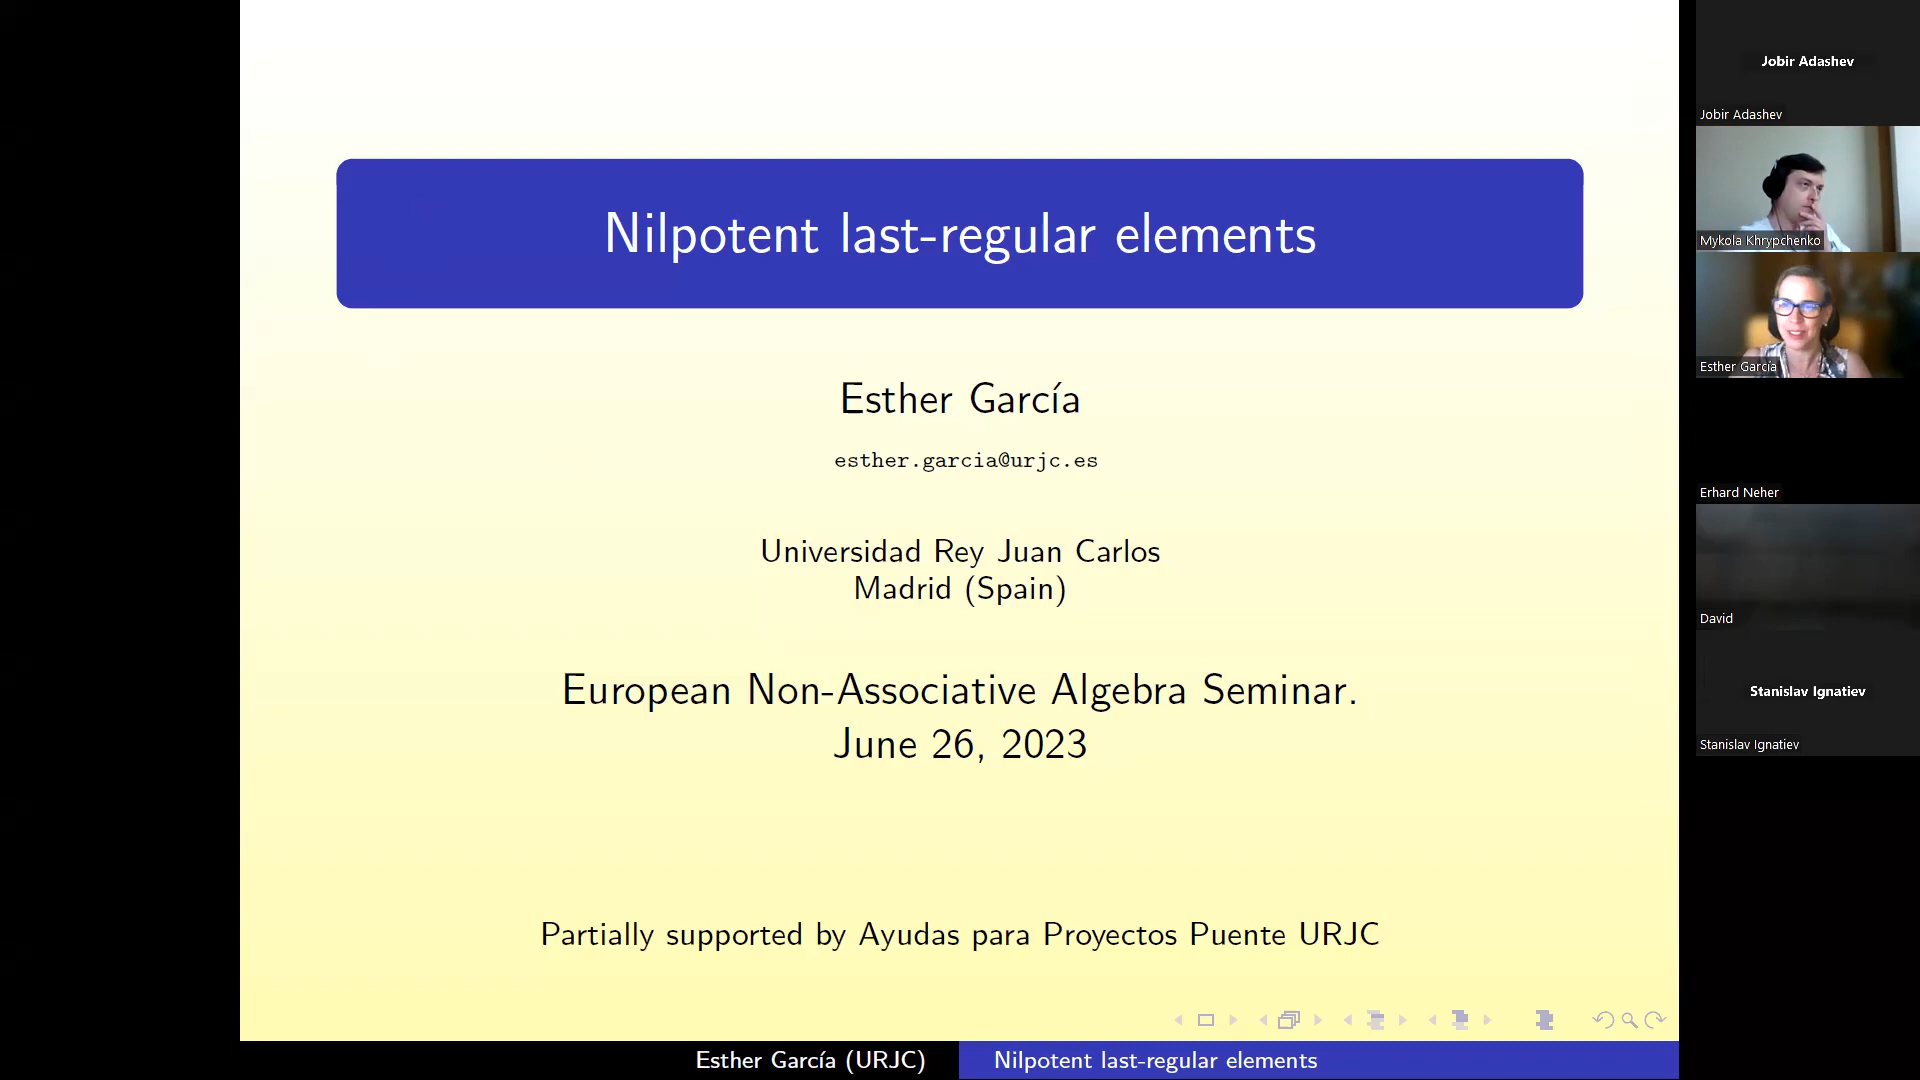 Nilpotent last-regular elements
Esther García
esther.garcia@urjc.es
Universidad Rey Juan Carlos
Madrid (Spain)
European Non-Associative Algebra Seminar.
June 26, 2023
Partially supported by Ayudas para Proyectos Puente URJC
Esther García (URJC)
Nilpotent last-regular elements
Jobir Adashev
Jobir Adashev
Mykola Khrypchenko
Esther García
Erhard Neher
David
Stanislav Ignatiev
Stanislav Ignatiev